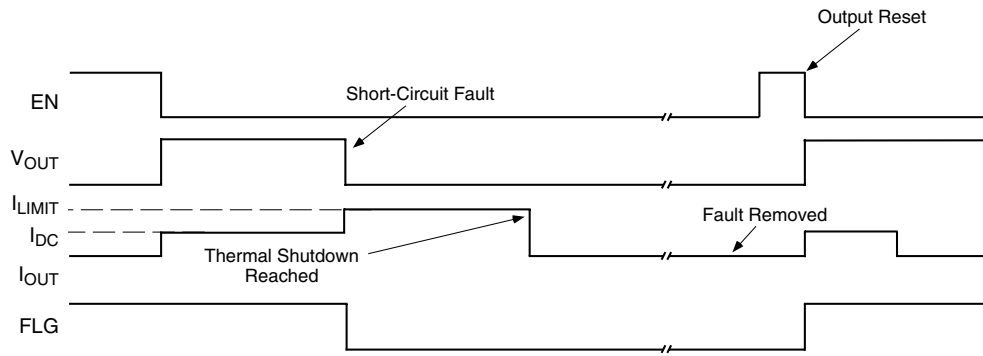 Output Reset
EN
Short-Circuit Fault
VOUT
ILIMIT
Fault Removed
IDC
Thermal Shutdown
Reached
IOUT
FLG